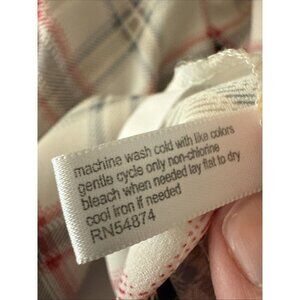 machine wash cold with like colors
gentle cycle only non-chlorine
bleach when needed lay flat to dry
cool iron if needed
RN54874